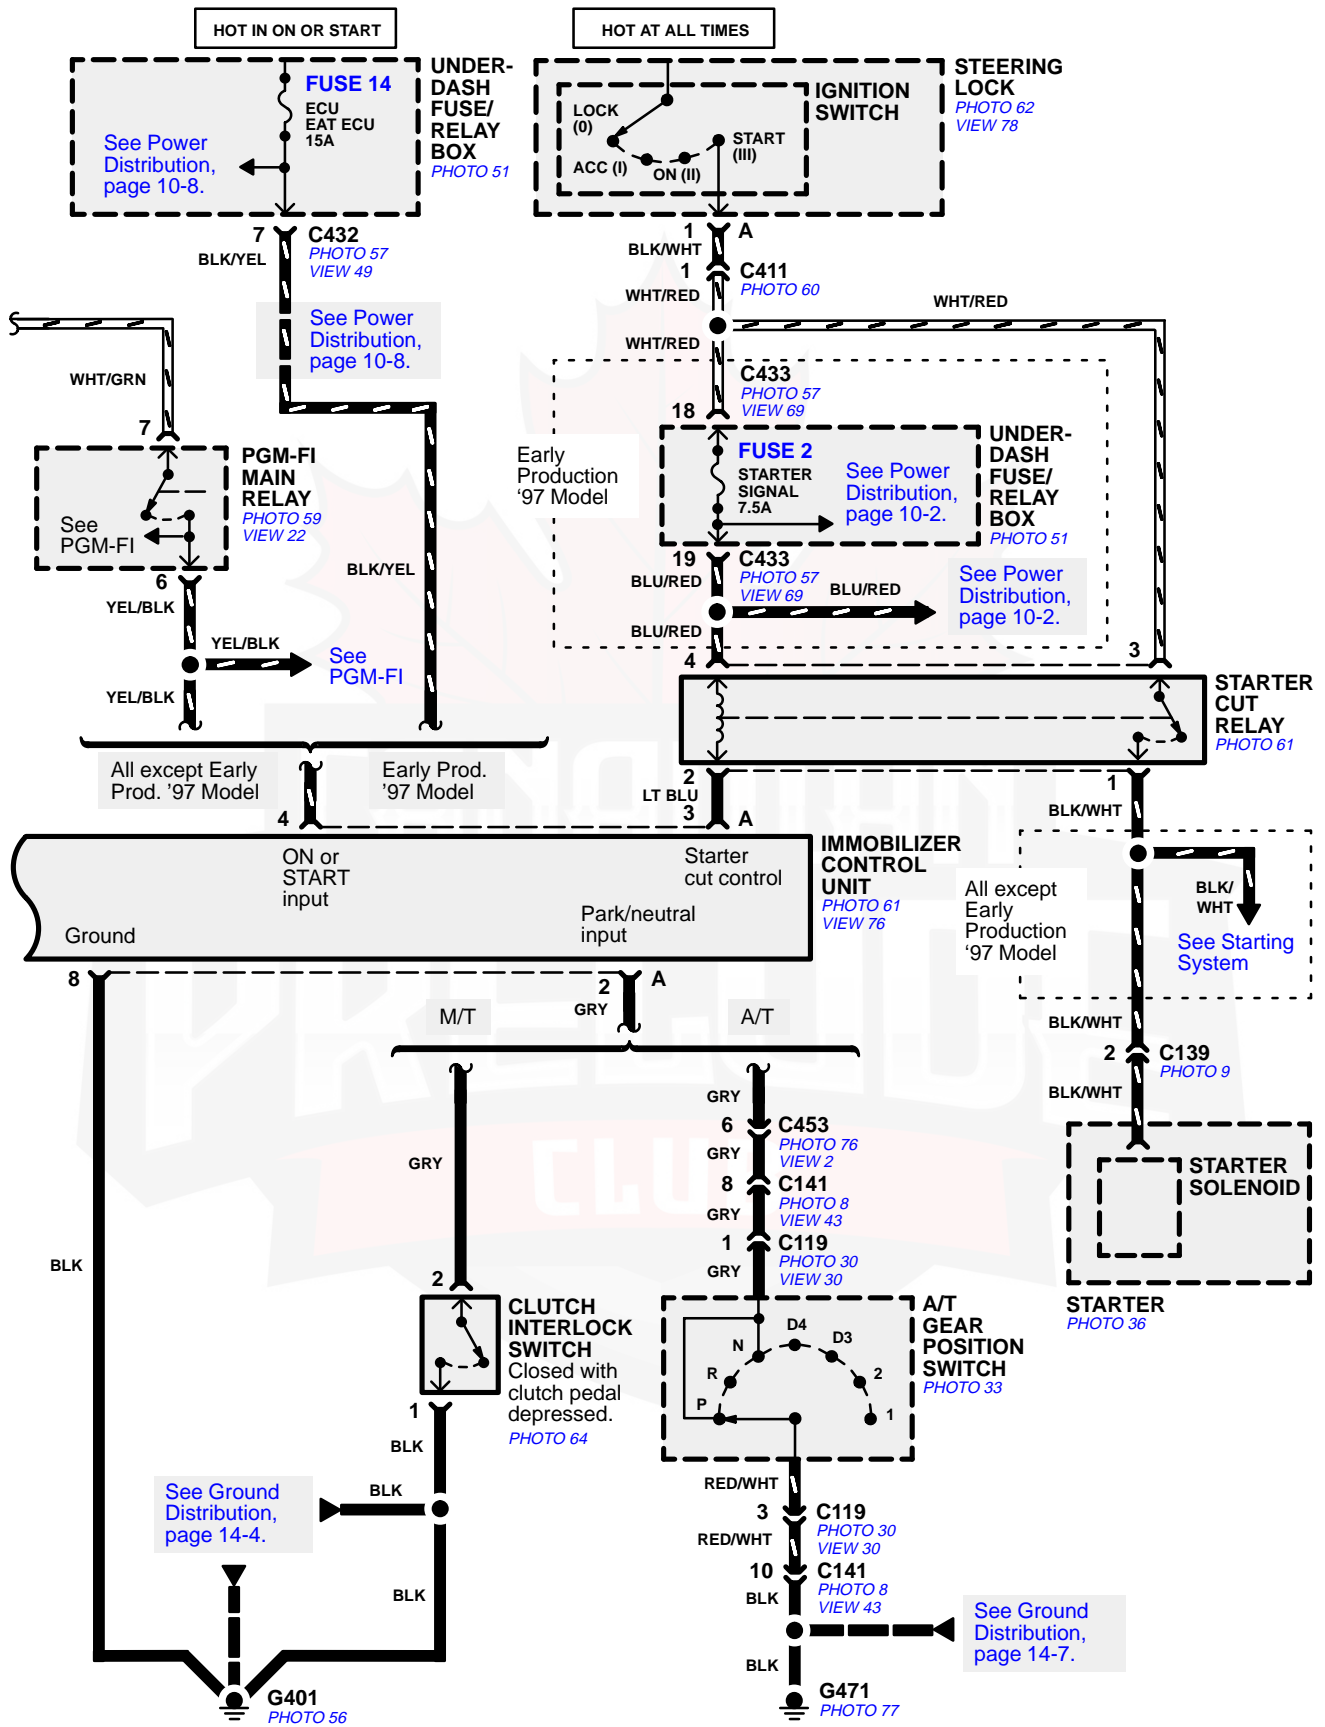 HOT IN ON OR START
HOT AT ALL TIMES
FUSE 14
ECU
EAT ECU
15A
See Power
Distribution,
page 10-8.
UNDER-
DASH
FUSE/
RELAY
BOX
PHOTO 51
LOCK
(0)
ACC (I)
ON (II)
START
(III)
IGNITION
SWITCH
STEERING
LOCK
PHOTO 62
VIEW 78
7
C432
PHOTO 57
VIEW 49
BLK/YEL
1
A
BLK/WHT
1
C411
PHOTO 60
WHT/RED
WHT/RED
WHT/RED
See Power
Distribution,
page 10-8.
WHT/GRN
7
C433
PHOTO 57
VIEW 69
18
PGM-FI
MAIN
RELAY
PHOTO 59
VIEW 22
See
PGM-FI
6
YEL/BLK
YEL/BLK
See
PGM-FI
YEL/BLK
BLK/YEL
Early
Production
‘97 Model
FUSE 2
STARTER
SIGNAL
7.5A
See Power
Distribution,
page 10-2.
UNDER-
DASH
FUSE/
RELAY
BOX
PHOTO 51
19
C433
PHOTO 57
VIEW 69
BLU/RED
BLU/RED
See Power
Distribution,
page 10-2.
BLU/RED
4
3
STARTER
CUT
RELAY
PHOTO 61
All except Early
Prod. ’97 Model
Early Prod.
’97 Model
2
LT BLU
3
A
4
1
BLK/WHT
ON or
START
input
Starter
cut control
Park/neutral
input
Ground
IMMOBILIZER
CONTROL
UNIT
PHOTO 61
VIEW 76
All except
Early
Production
‘97 Model
BLK/
WHT
See Starting
System
8
2
A
GRY
M/T
A/T
BLK/WHT
2
C139
PHOTO 9
BLK/WHT
GRY
6
C453
PHOTO 76
VIEW 2
GRY
GRY
8
C141
PHOTO 8
VIEW 43
GRY
1
C119
PHOTO 30
VIEW 30
GRY
STARTER
SOLENOID
STARTER
PHOTO 36
BLK
2
CLUTCH
INTERLOCK
SWITCH
Closed with
clutch pedal
depressed.
PHOTO 64
1
BLK
P
R
N
D4
D3
2
1
A/T
GEAR
POSITION
SWITCH
PHOTO 33
See Ground
Distribution,
page 14-4.
BLK
BLK
RED/WHT
3
C119
PHOTO 30
VIEW 30
RED/WHT
10
C141
PHOTO 8
VIEW 43
BLK
See Ground
Distribution,
page 14-7.
BLK
G401
PHOTO 56
G471
PHOTO 77
PRELUDE
CLUB